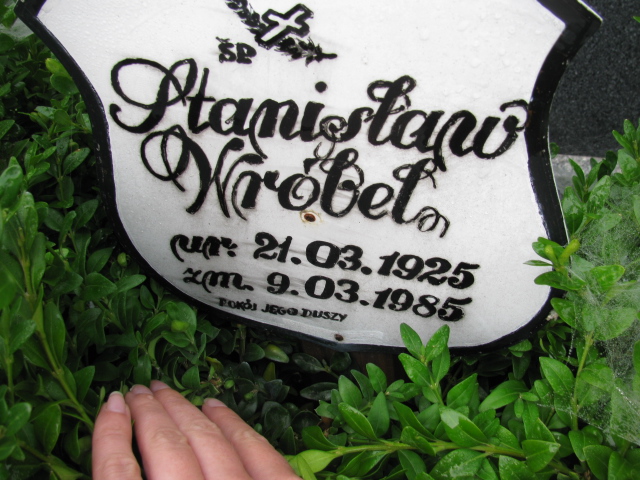 ŚP
Stanisław
Wróbel
ur. 21.03.1925
zm. 9.03.1985
POKÓJ JEGO DUSZY